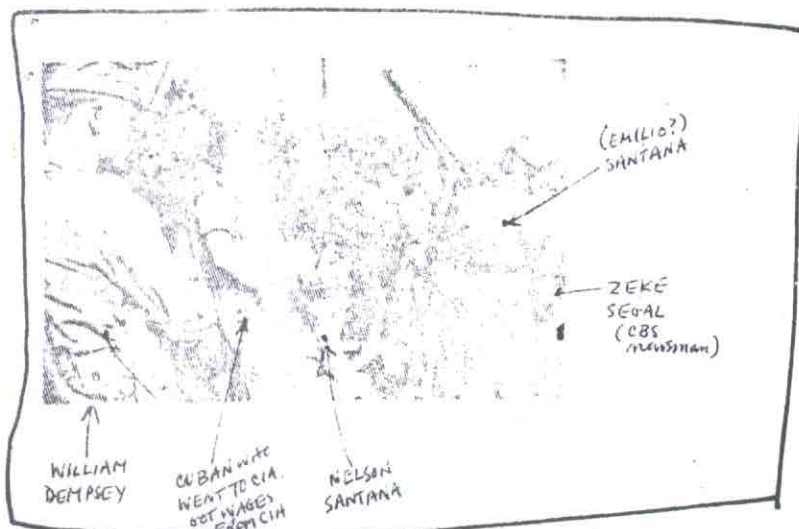 (EMILIO?)
SANTANA
ZEKE
SEGAL
(CBS
newsman)
WILLIAM
DEMPSEY
CUBAN WHO
WENT TO CIA.
GOT WAGES
FROM CIA
NELSON
SANTANA